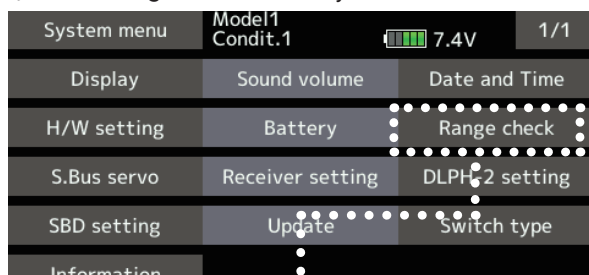 System menu
Model1
Condit.1
7.4V
1/1
Display
Sound volume
Date and Time
H/W setting
Battery
Range check
S.Bus servo
Receiver setting
DLPH-2 setting
SBD setting
Update
Switch type
Information